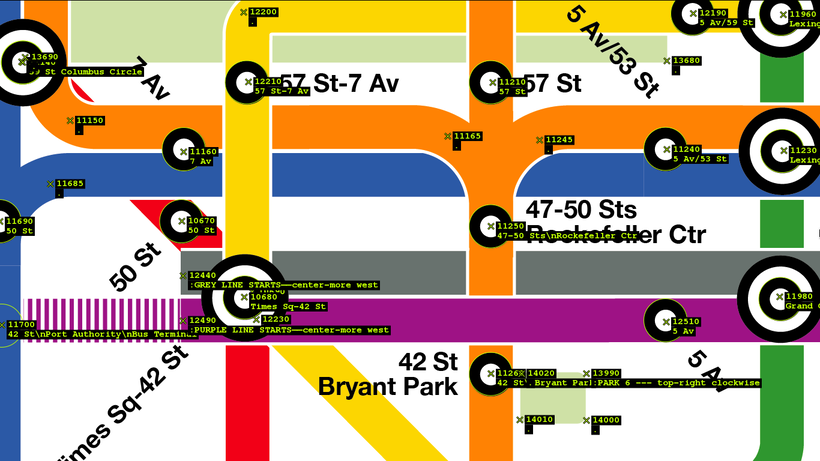 12200
.
12190
5 Av/59 St
11960
Lexing
5 Av/53 St
13690
59 St Columbus Circle
7 Av
12210
57 St-7 Av
57 St-7 Av
11210
57 St
57 St
13680
.
11150
.
11160
7 Av
11165
.
11245
.
11240
5 Av/53 St
11230
Lexing
11685
.
11690
50 St
10670
50 St
50 St
11250
47-50 Sts\nRockefeller Ctr
47-50 Sts
Rockefeller Ctr
12440
:GREY LINE STARTS——center-more west
10680
Times Sq-42 St
12230
12490
:PURPLE LINE STARTS——center-more west
11700
42 St\nPort Authority\nBus Terminal
11980
Grand C
12510
5 Av
5 Av
Times Sq-42 St
42 St
Bryant Park
1126
14020
13990
42 St
:PARK 6 --- top-right clockwise
14010
.
14000
.